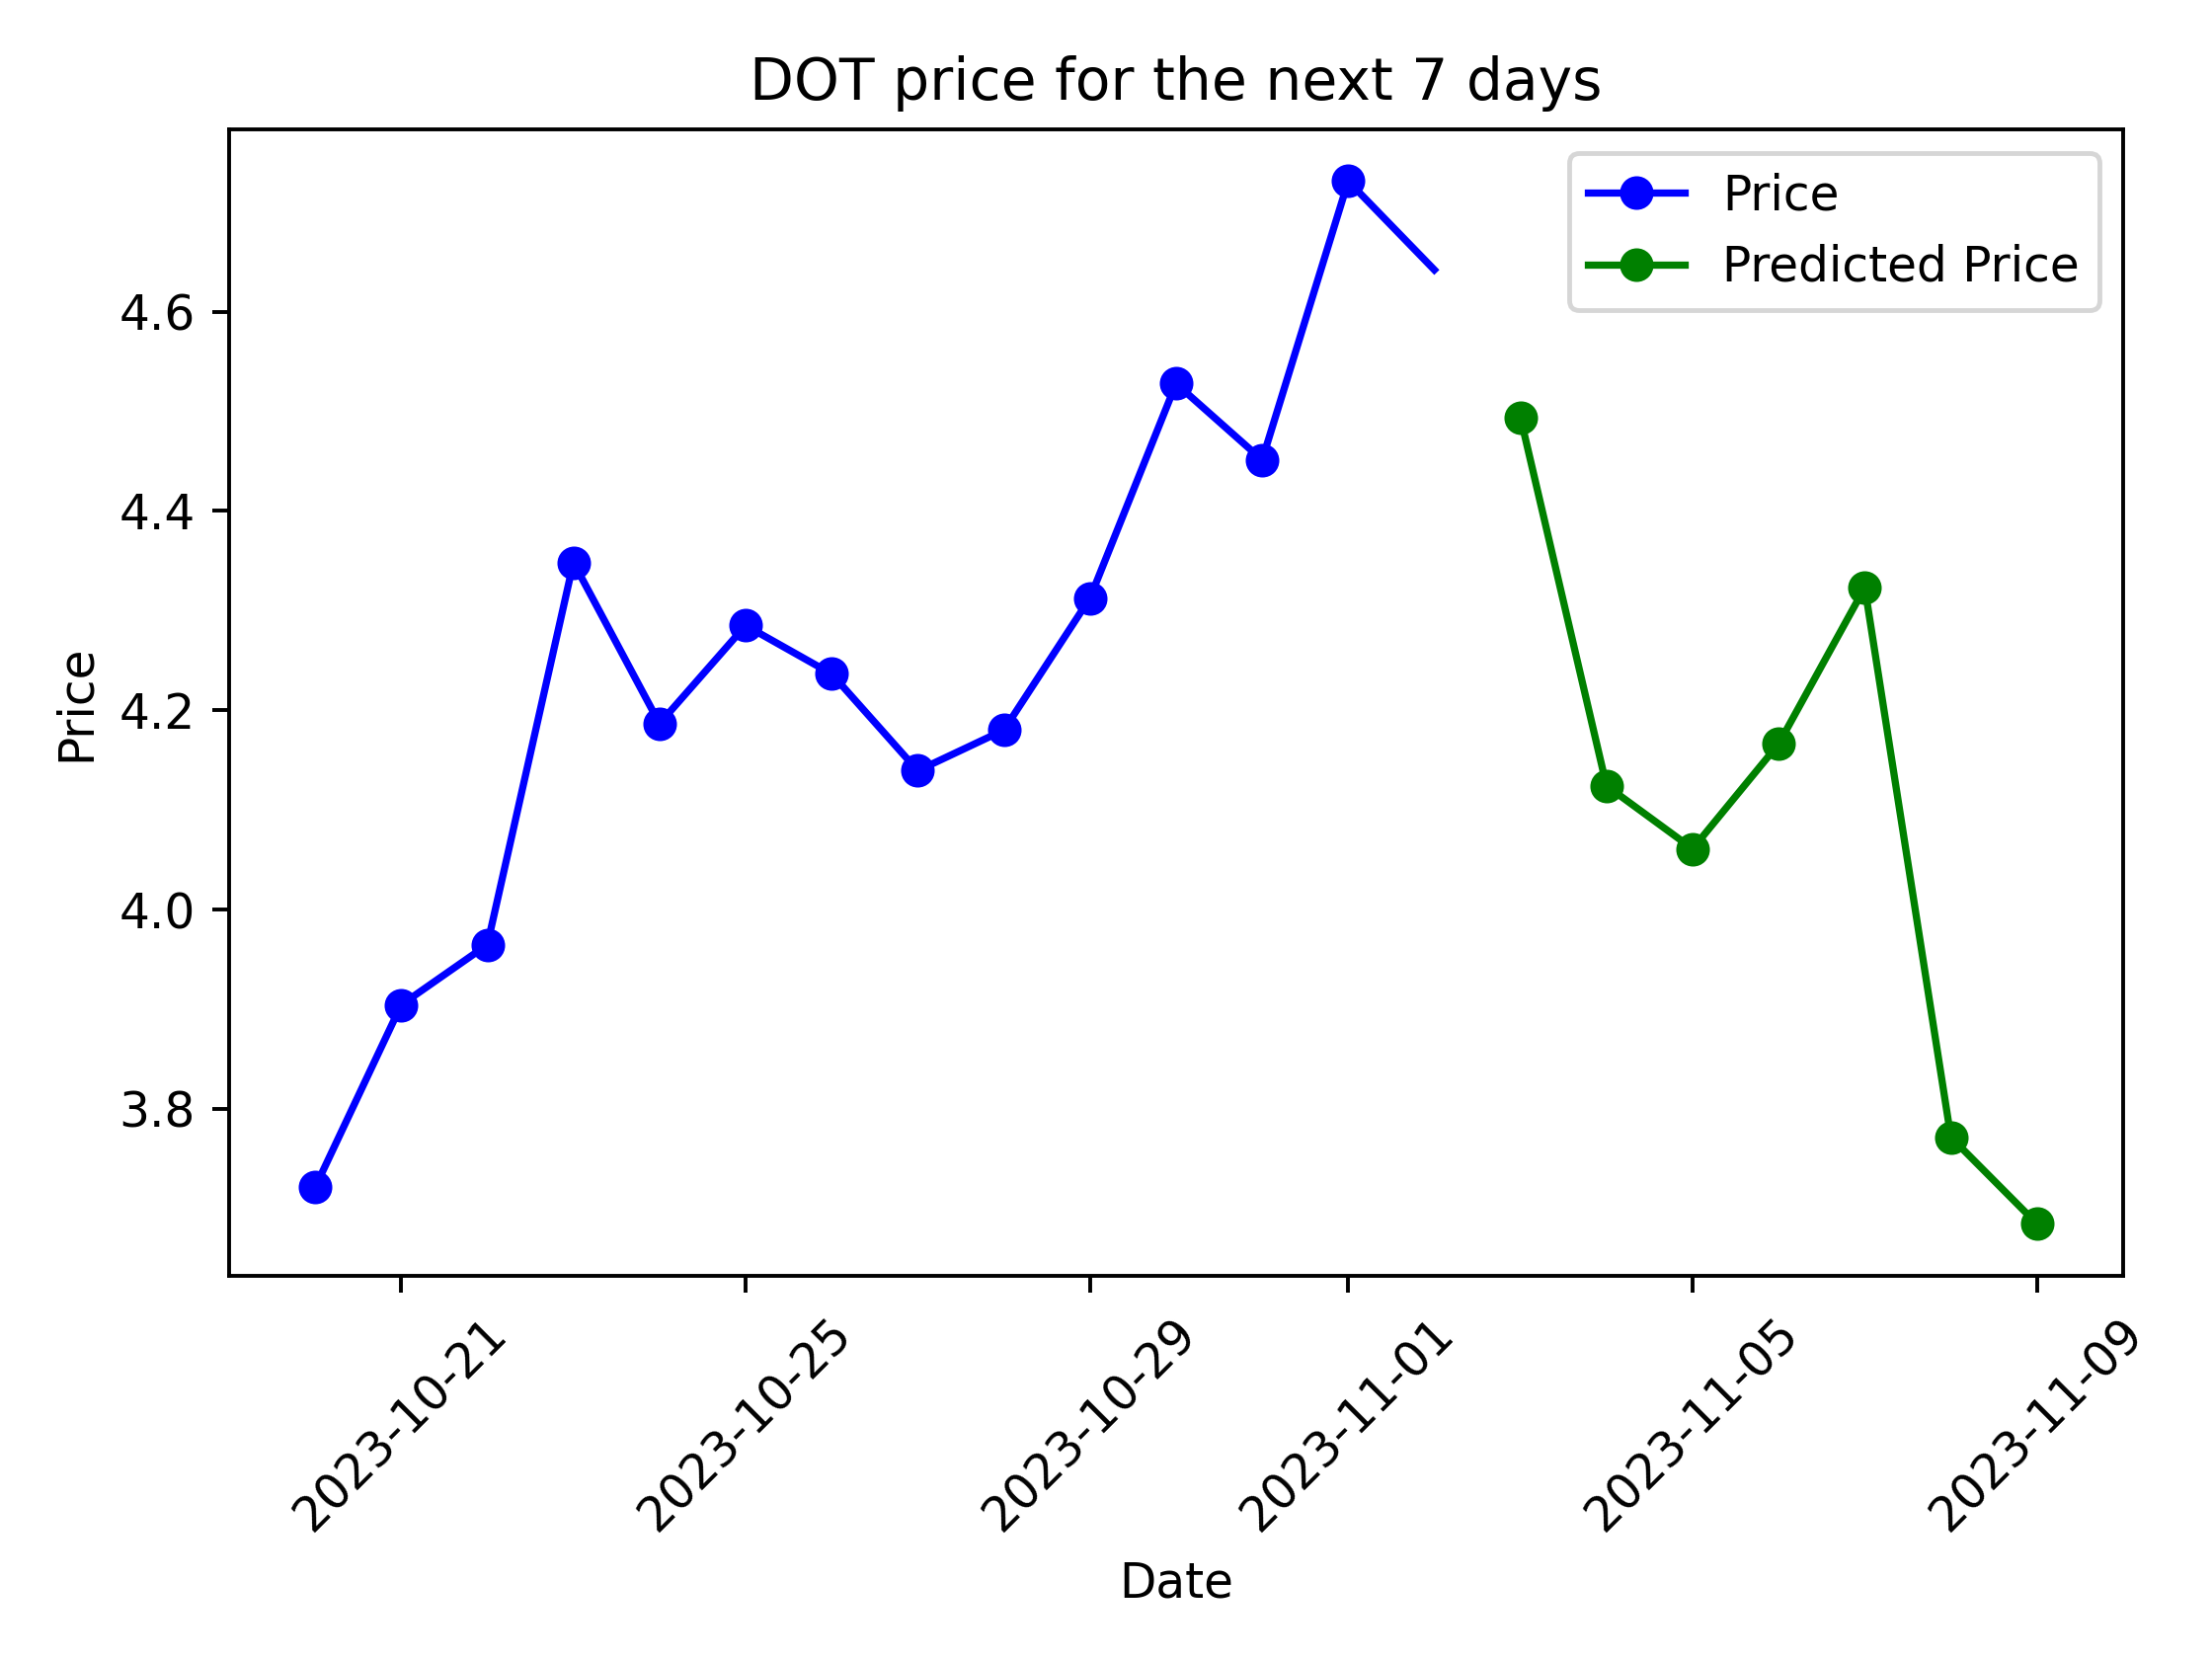 DOT price for the next 7 days
Price
Predicted Price
4.6
4.4
4.2
4.0
3.8
Price
2023-10-21
2023-10-25
2023-10-29
2023-11-01
2023-11-05
2023-11-09
Date